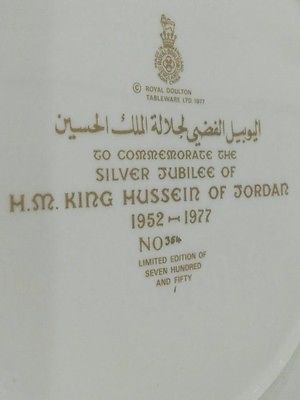 © ROYAL DOULTON
TABLEWARE LTD. 1977
اليوبيل الفضي لجلالة الملك الحسين
TO COMMEMORATE THE
SILVER JUBILEE OF
H.M. KING HUSSEIN OF JORDAN
1952 – 1977
NO 364
LIMITED EDITION OF
SEVEN HUNDRED
AND FIFTY